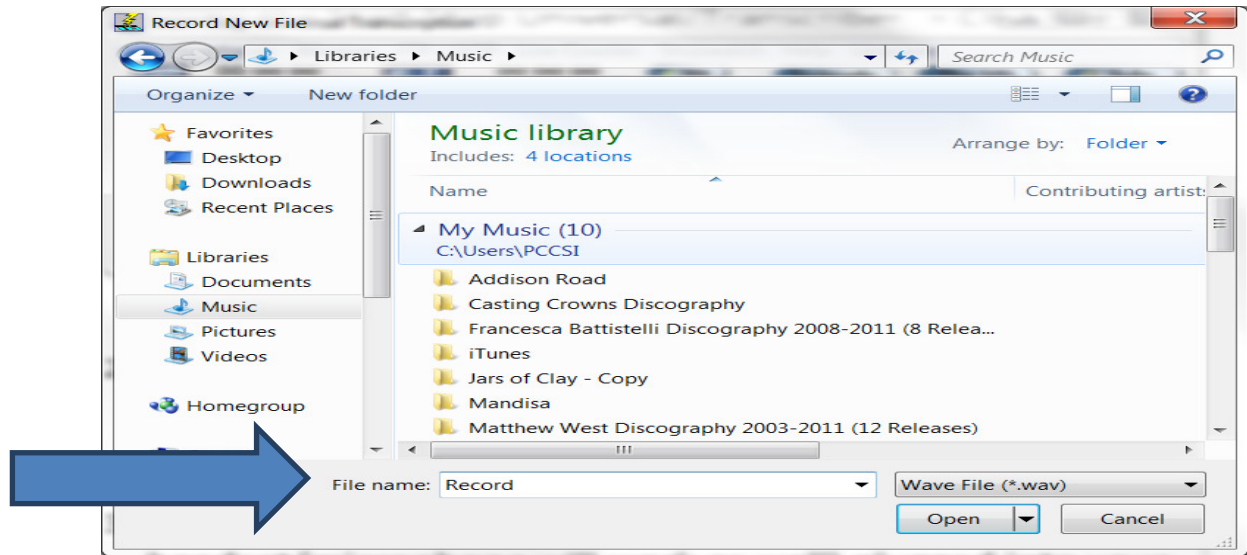 Record New File
Libraries ▸ Music ▸
Search Music
Organize
New folder
Favorites
Desktop
Downloads
Recent Places
Libraries
Documents
Music
Pictures
Videos
Homegroup
Music library
Includes: 4 locations
Arrange by: Folder
Name
Contributing artist
My Music (10)
C:\Users\PCCSI
Addison Road
Casting Crowns Discography
Francesca Battistelli Discography 2008-2011 (8 Relea...
iTunes
Jars of Clay - Copy
Mandisa
Matthew West Discography 2003-2011 (12 Releases)
File name: Record
Wave File (*.wav)
Open
Cancel